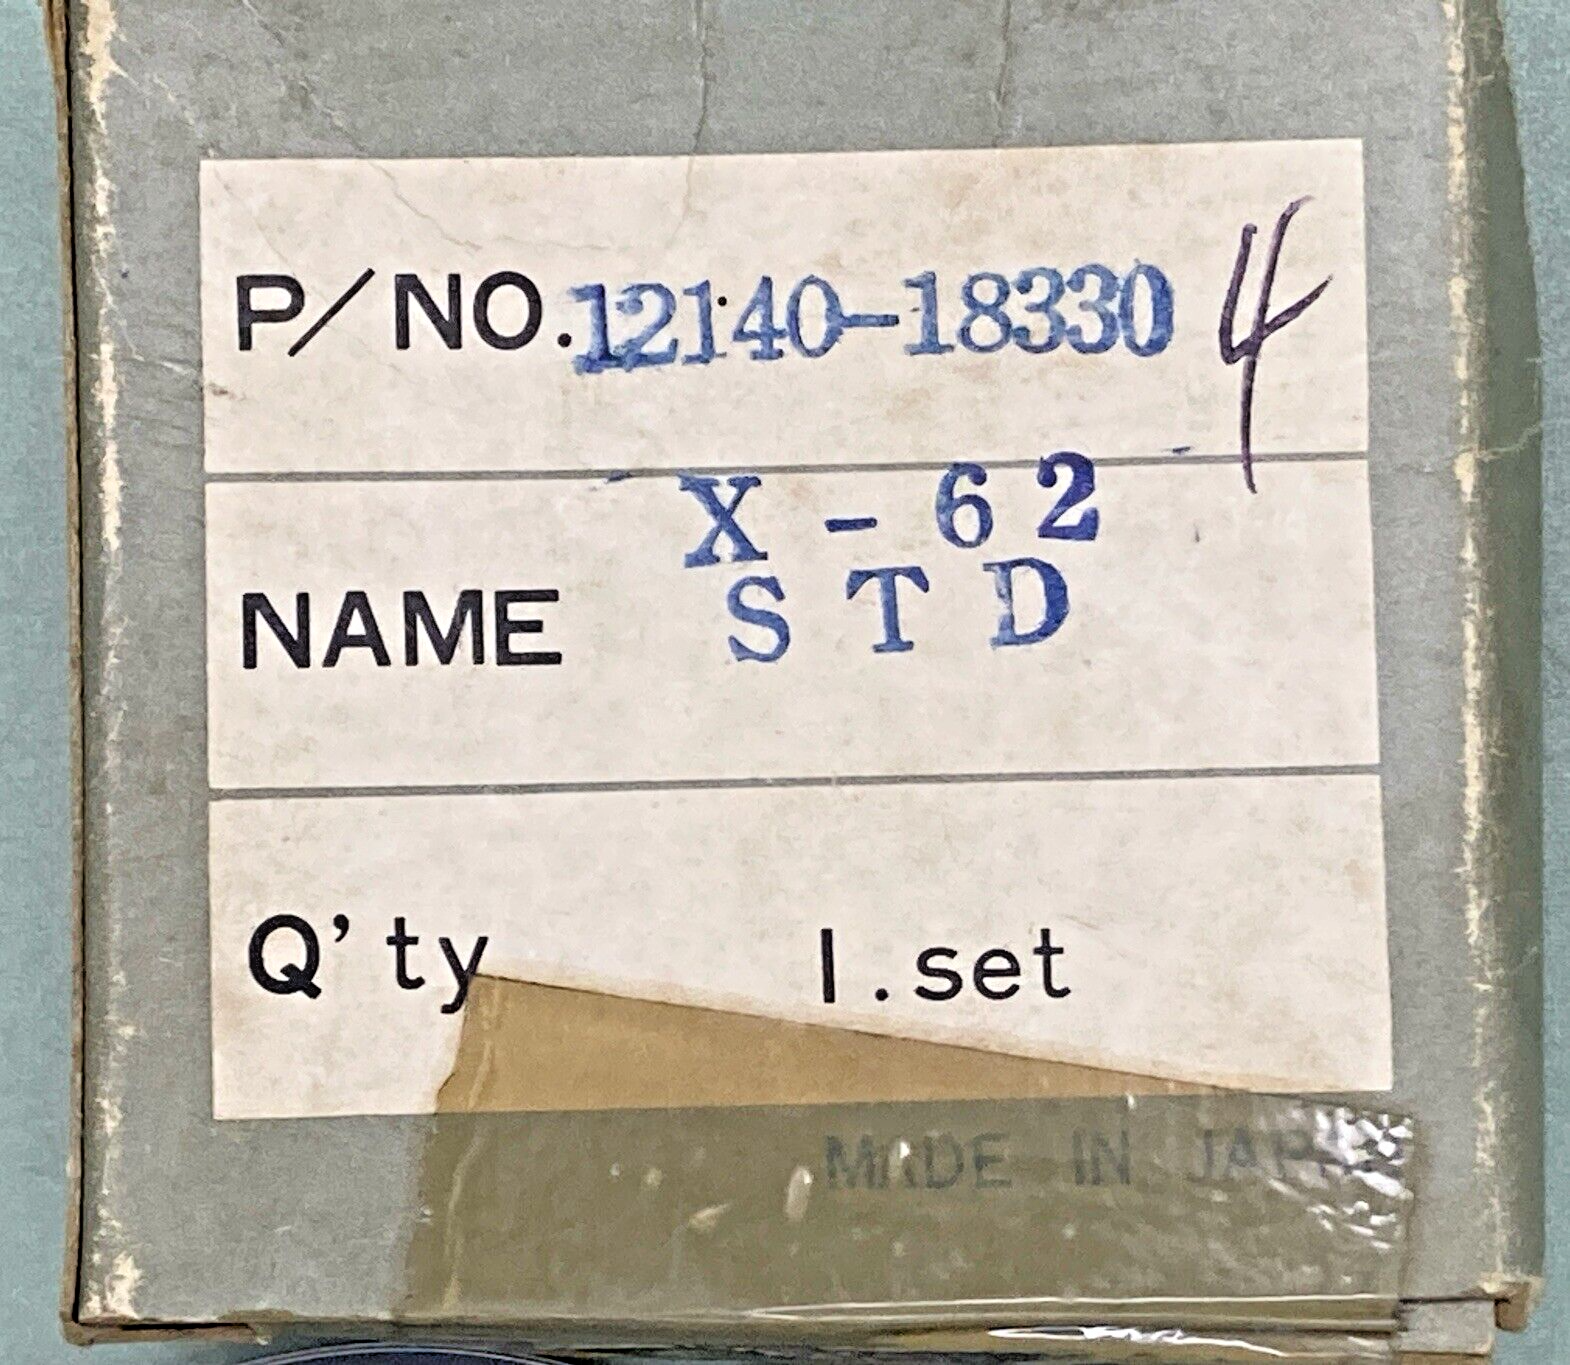 P/NO. 12140-18330 4
X - 62
NAME STD
Q'ty 1.set
MADE IN JAPAN